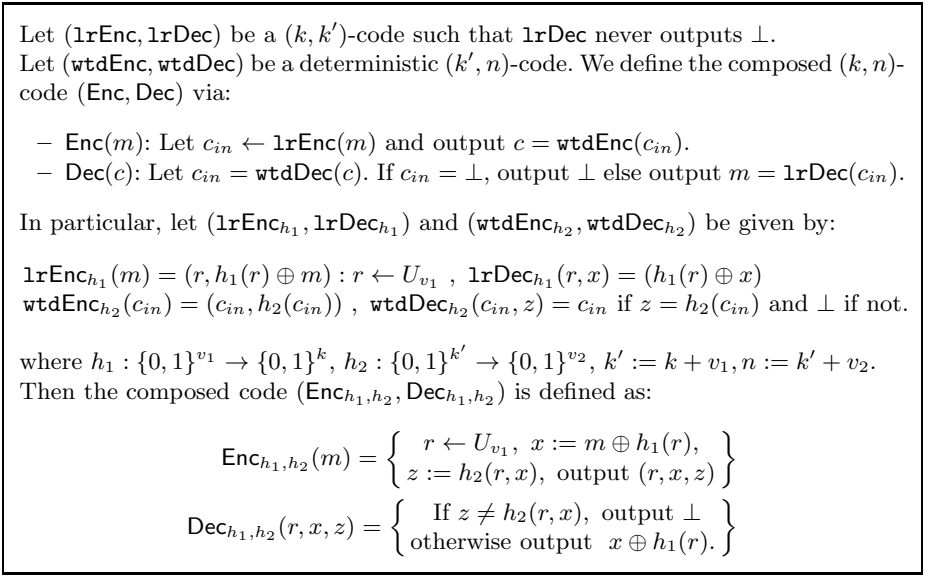 Let (lrEnc, lrDec) be a (k, k′)-code such that lrDec never outputs ⊥.
Let (wtdEnc, wtdDec) be a deterministic (k′, n)-code. We define the composed (k, n)-
code (Enc, Dec) via:
– Enc(m): Let c_in ← lrEnc(m) and output c = wtdEnc(c_in).
– Dec(c): Let c_in = wtdDec(c). If c_in = ⊥, output ⊥ else output m = lrDec(c_in).
In particular, let (lrEnc_{h_1}, lrDec_{h_1}) and (wtdEnc_{h_2}, wtdDec_{h_2}) be given by:
lrEnc_{h_1}(m) = (r, h_1(r) ⊕ m) : r ← U_{v_1} , lrDec_{h_1}(r, x) = (h_1(r) ⊕ x)
wtdEnc_{h_2}(c_in) = (c_in, h_2(c_in)) , wtdDec_{h_2}(c_in, z) = c_in if z = h_2(c_in) and ⊥ if not.
where h_1 : {0, 1}^{v_1} → {0, 1}^k, h_2 : {0, 1}^{k′} → {0, 1}^{v_2}, k′ := k + v_1, n := k′ + v_2.
Then the composed code (Enc_{h_1,h_2}, Dec_{h_1,h_2}) is defined as:
Enc_{h_1,h_2}(m) = { r ← U_{v_1}, x := m ⊕ h_1(r),
z := h_2(r, x), output (r, x, z) }
Dec_{h_1,h_2}(r, x, z) = { If z ≠ h_2(r, x), output ⊥
otherwise output x ⊕ h_1(r). }